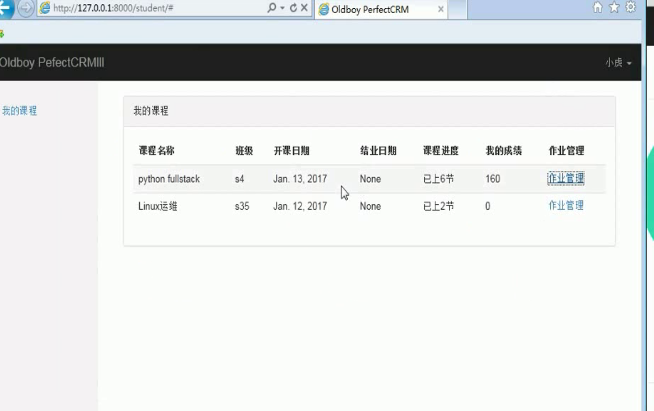 http://127.0.0.1:8000/student/#
Oldboy PerfectCRM
Oldboy PefectCRMlll
小虎
我的课程
我的课程
课程名称 班级 开课日期 结业日期 课程进度 我的成绩 作业管理
python fullstack s4 Jan. 13, 2017 None 已上6节 160 作业管理
Linux运维 s35 Jan. 12, 2017 None 已上2节 0 作业管理